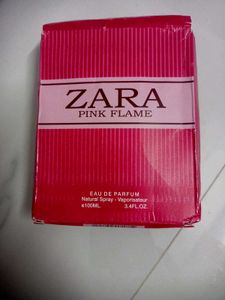 ZARA
PINK FLAME
EAU DE PARFUM
Natural Spray - Vaporisateur
e100ML. 3.4FL.OZ.